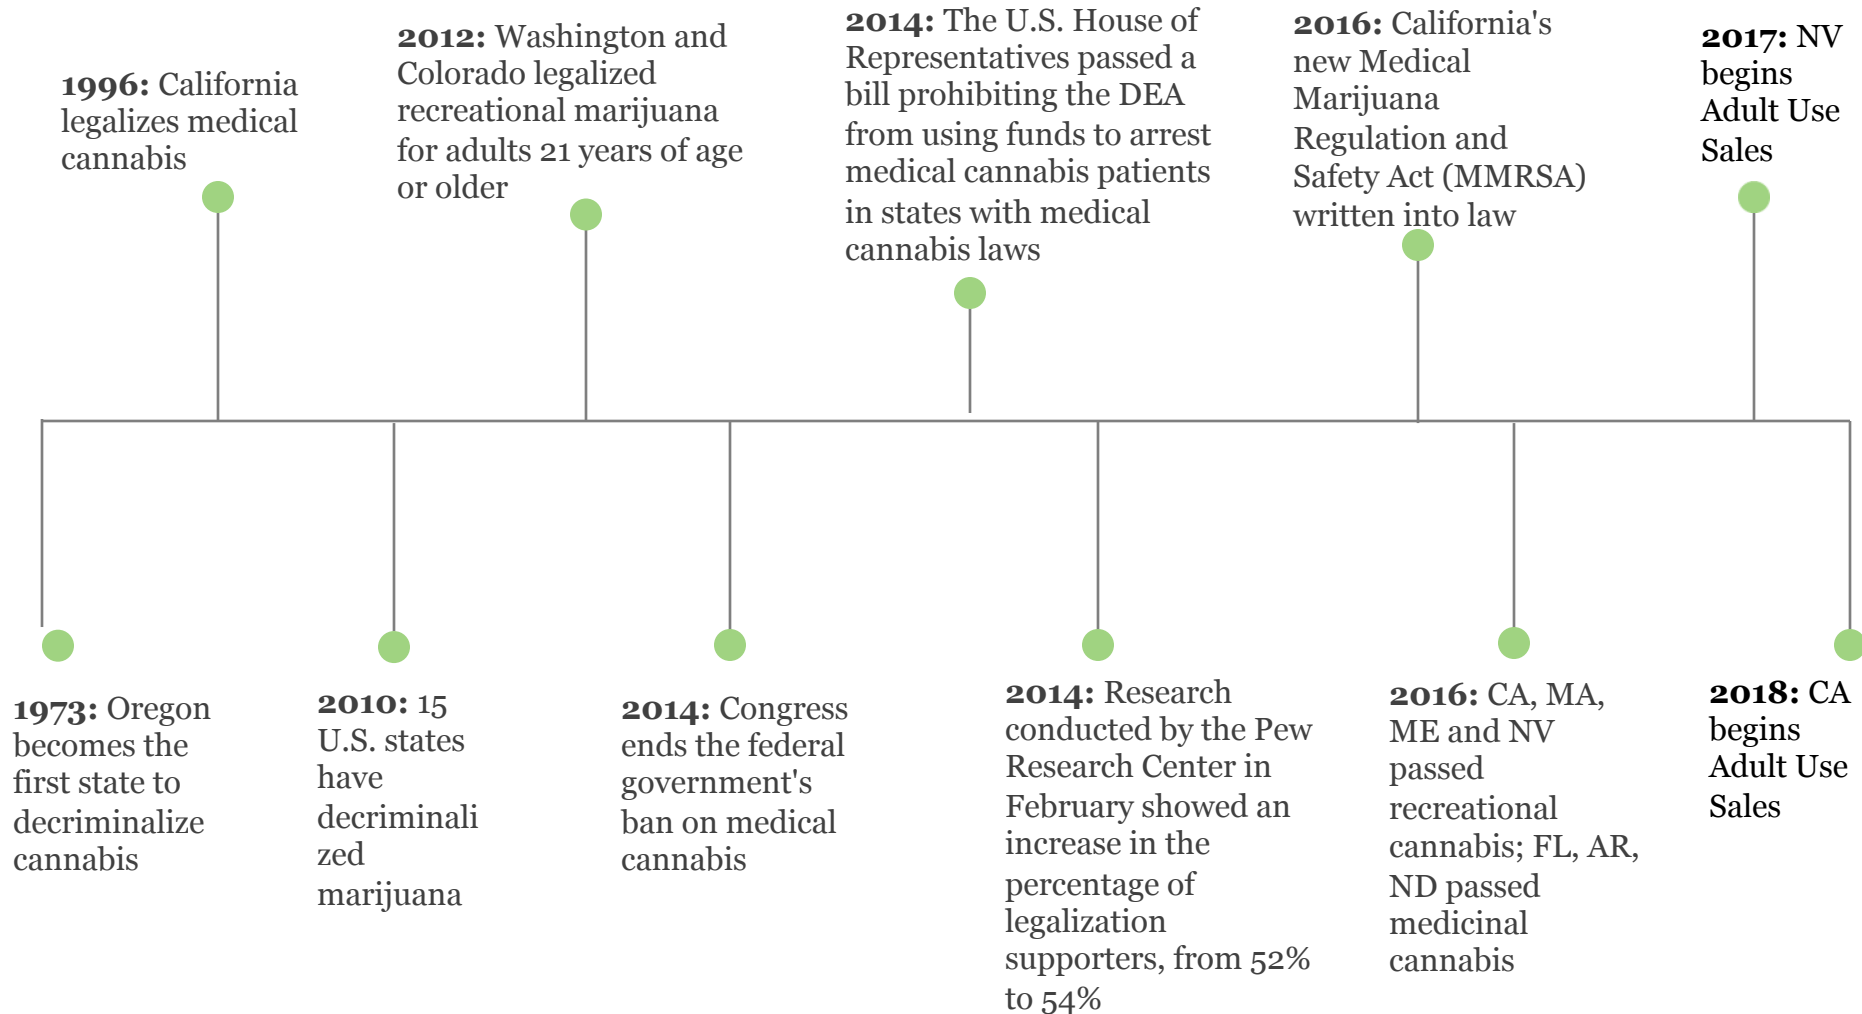 1996: California
legalizes medical
cannabis
2012: Washington and
Colorado legalized
recreational marijuana
for adults 21 years of age
or older
2014: The U.S. House of
Representatives passed a
bill prohibiting the DEA
from using funds to arrest
medical cannabis patients
in states with medical
cannabis laws
2016: California's
new Medical
Marijuana
Regulation and
Safety Act (MMRSA)
written into law
2017: NV
begins
Adult Use
Sales
1973: Oregon
becomes the
first state to
decriminalize
cannabis
2010: 15
U.S. states
have
decriminali
zed
marijuana
2014: Congress
ends the federal
government's
ban on medical
cannabis
2014: Research
conducted by the Pew
Research Center in
February showed an
increase in the
percentage of
legalization
supporters, from 52%
to 54%
2016: CA, MA,
ME and NV
passed
recreational
cannabis; FL, AR,
ND passed
medicinal
cannabis
2018: CA
begins
Adult Use
Sales